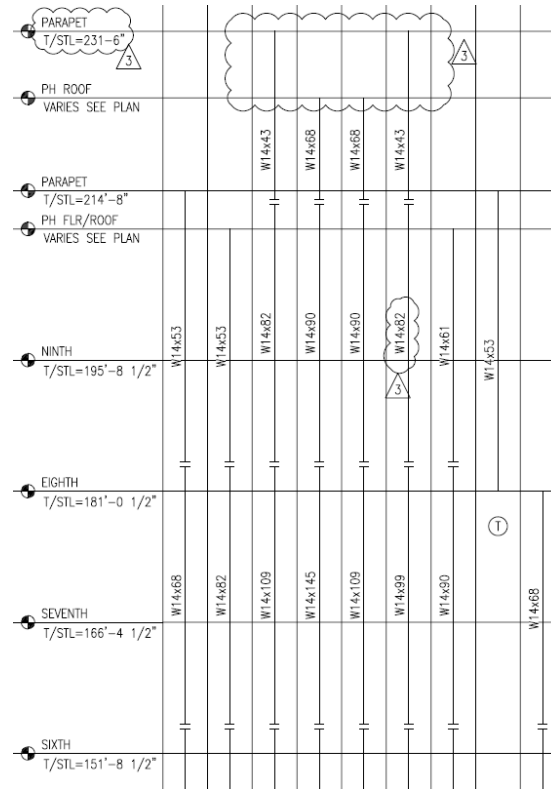 PARAPET
T/STL=231-6"
3
3
PH ROOF
VARIES SEE PLAN
W14x43
W14x68
W14x68
W14x43
PARAPET
T/STL=214'-8"
PH FLR/ROOF
VARIES SEE PLAN
W14x53
W14x53
W14x82
W14x90
W14x90
W14x82
W14x61
W14x53
NINTH
T/STL=195'-8 1/2"
3
EIGHTH
T/STL=181'-0 1/2"
T
W14x68
W14x82
W14x109
W14x145
W14x109
W14x99
W14x90
W14x68
SEVENTH
T/STL=166'-4 1/2"
SIXTH
T/STL=151'-8 1/2"